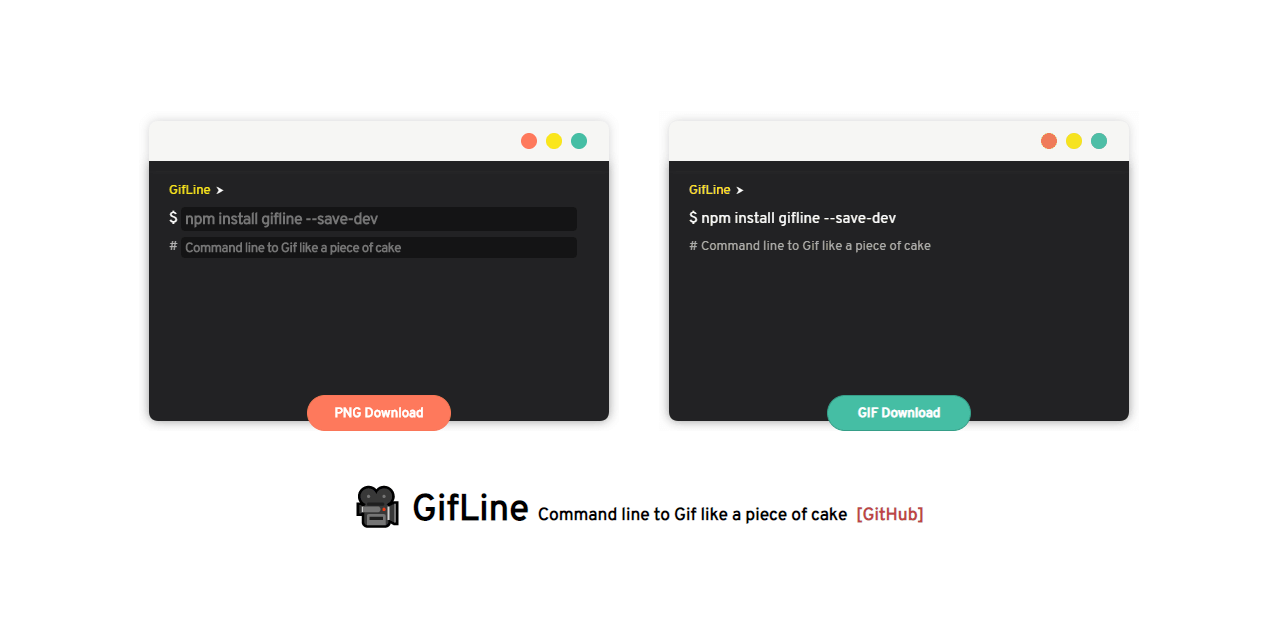 GifLine ➤
$ npm install gifline --save-dev
# Command line to Gif like a piece of cake
PNG Download
GifLine ➤
$ npm install gifline --save-dev
# Command line to Gif like a piece of cake
GIF Download
GifLine Command line to Gif like a piece of cake [GitHub]